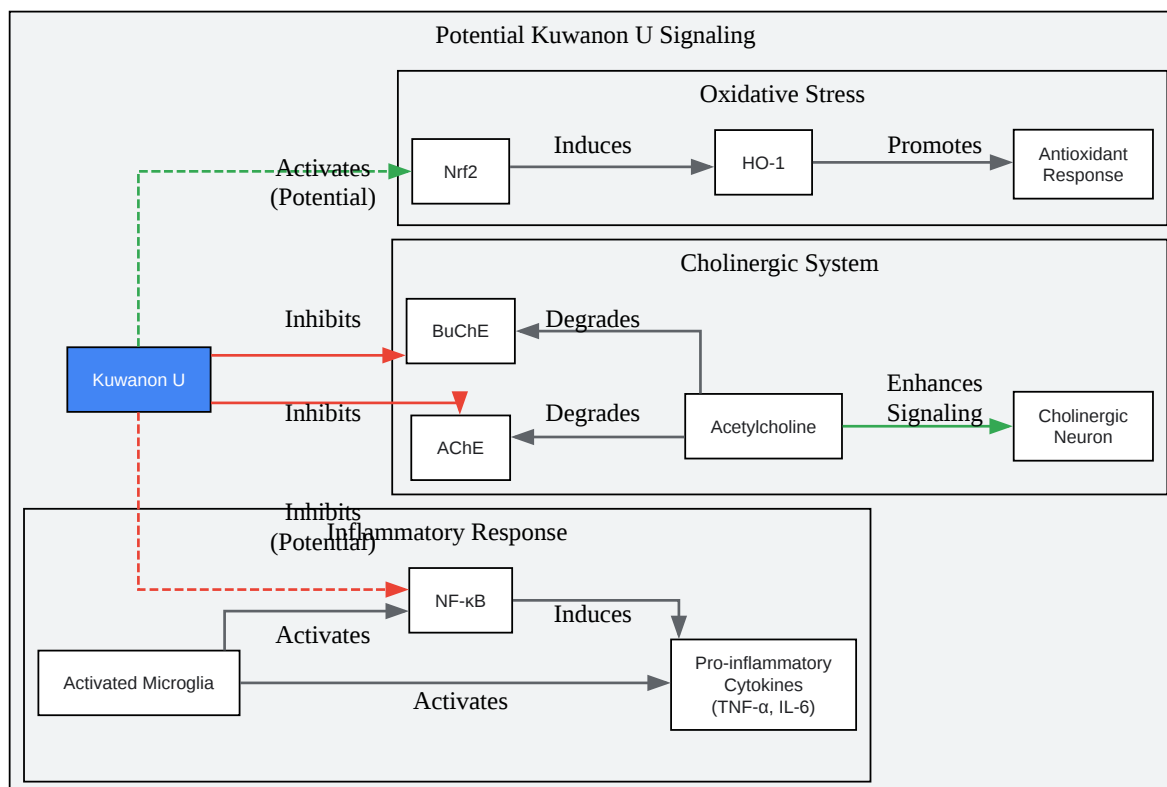 Potential Kuwanon U Signaling
Oxidative Stress
Activates
(Potential)
Nrf2
Induces
HO-1
Promotes
Antioxidant
Response
Cholinergic System
Inhibits
BuChE
Degrades
Kuwanon U
Inhibits
AChE
Degrades
Acetylcholine
Enhances
Signaling
Cholinergic
Neuron
Inhibits
(Potential)
Inflammatory Response
NF-κB
Induces
Activates
Activated Microglia
Activates
Pro-inflammatory
Cytokines
(TNF-α, IL-6)